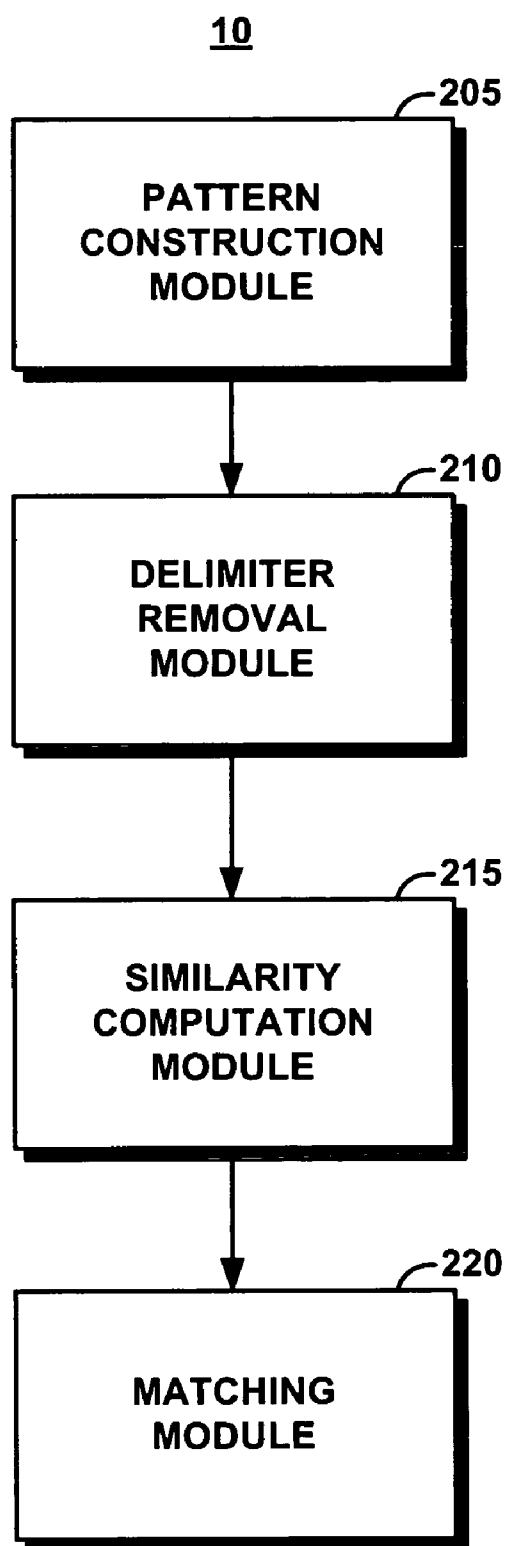 10
205
PATTERN
CONSTRUCTION
MODULE
210
DELIMITER
REMOVAL
MODULE
215
SIMILARITY
COMPUTATION
MODULE
220
MATCHING
MODULE